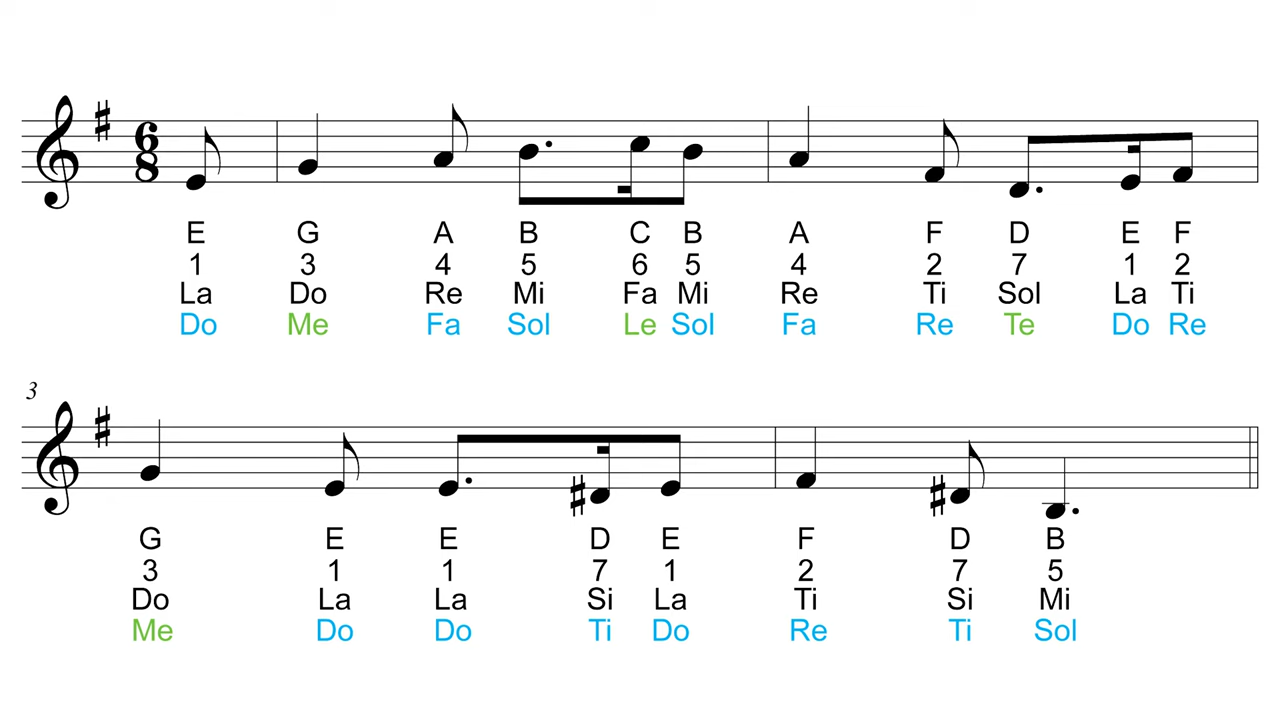 6
8
E G A B C B A F D E F
1 3 4 5 6 5 4 2 7 1 2
La Do Re Mi Fa Mi Re Ti Sol La Ti
Do Me Fa Sol Le Sol Fa Re Te Do Re
3
G E E D E F D B
3 1 1 7 1 2 7 5
Do La La Si La Ti Si Mi
Me Do Do Ti Do Re Ti Sol